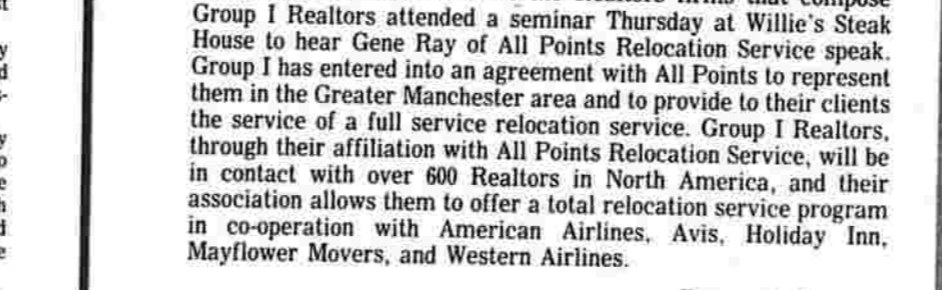 Group I Realtors attended a seminar Thursday at Willie's Steak
House to hear Gene Ray of All Points Relocation Service speak.
Group I has entered into an agreement with All Points to represent
them in the Greater Manchester area and to provide to their clients
the service of a full service relocation service. Group I Realtors,
through their affiliation with All Points Relocation Service, will be
in contact with over 600 Realtors in North America, and their
association allows them to offer a total relocation service program
in co-operation with American Airlines, Avis, Holiday Inn,
Mayflower Movers, and Western Airlines.